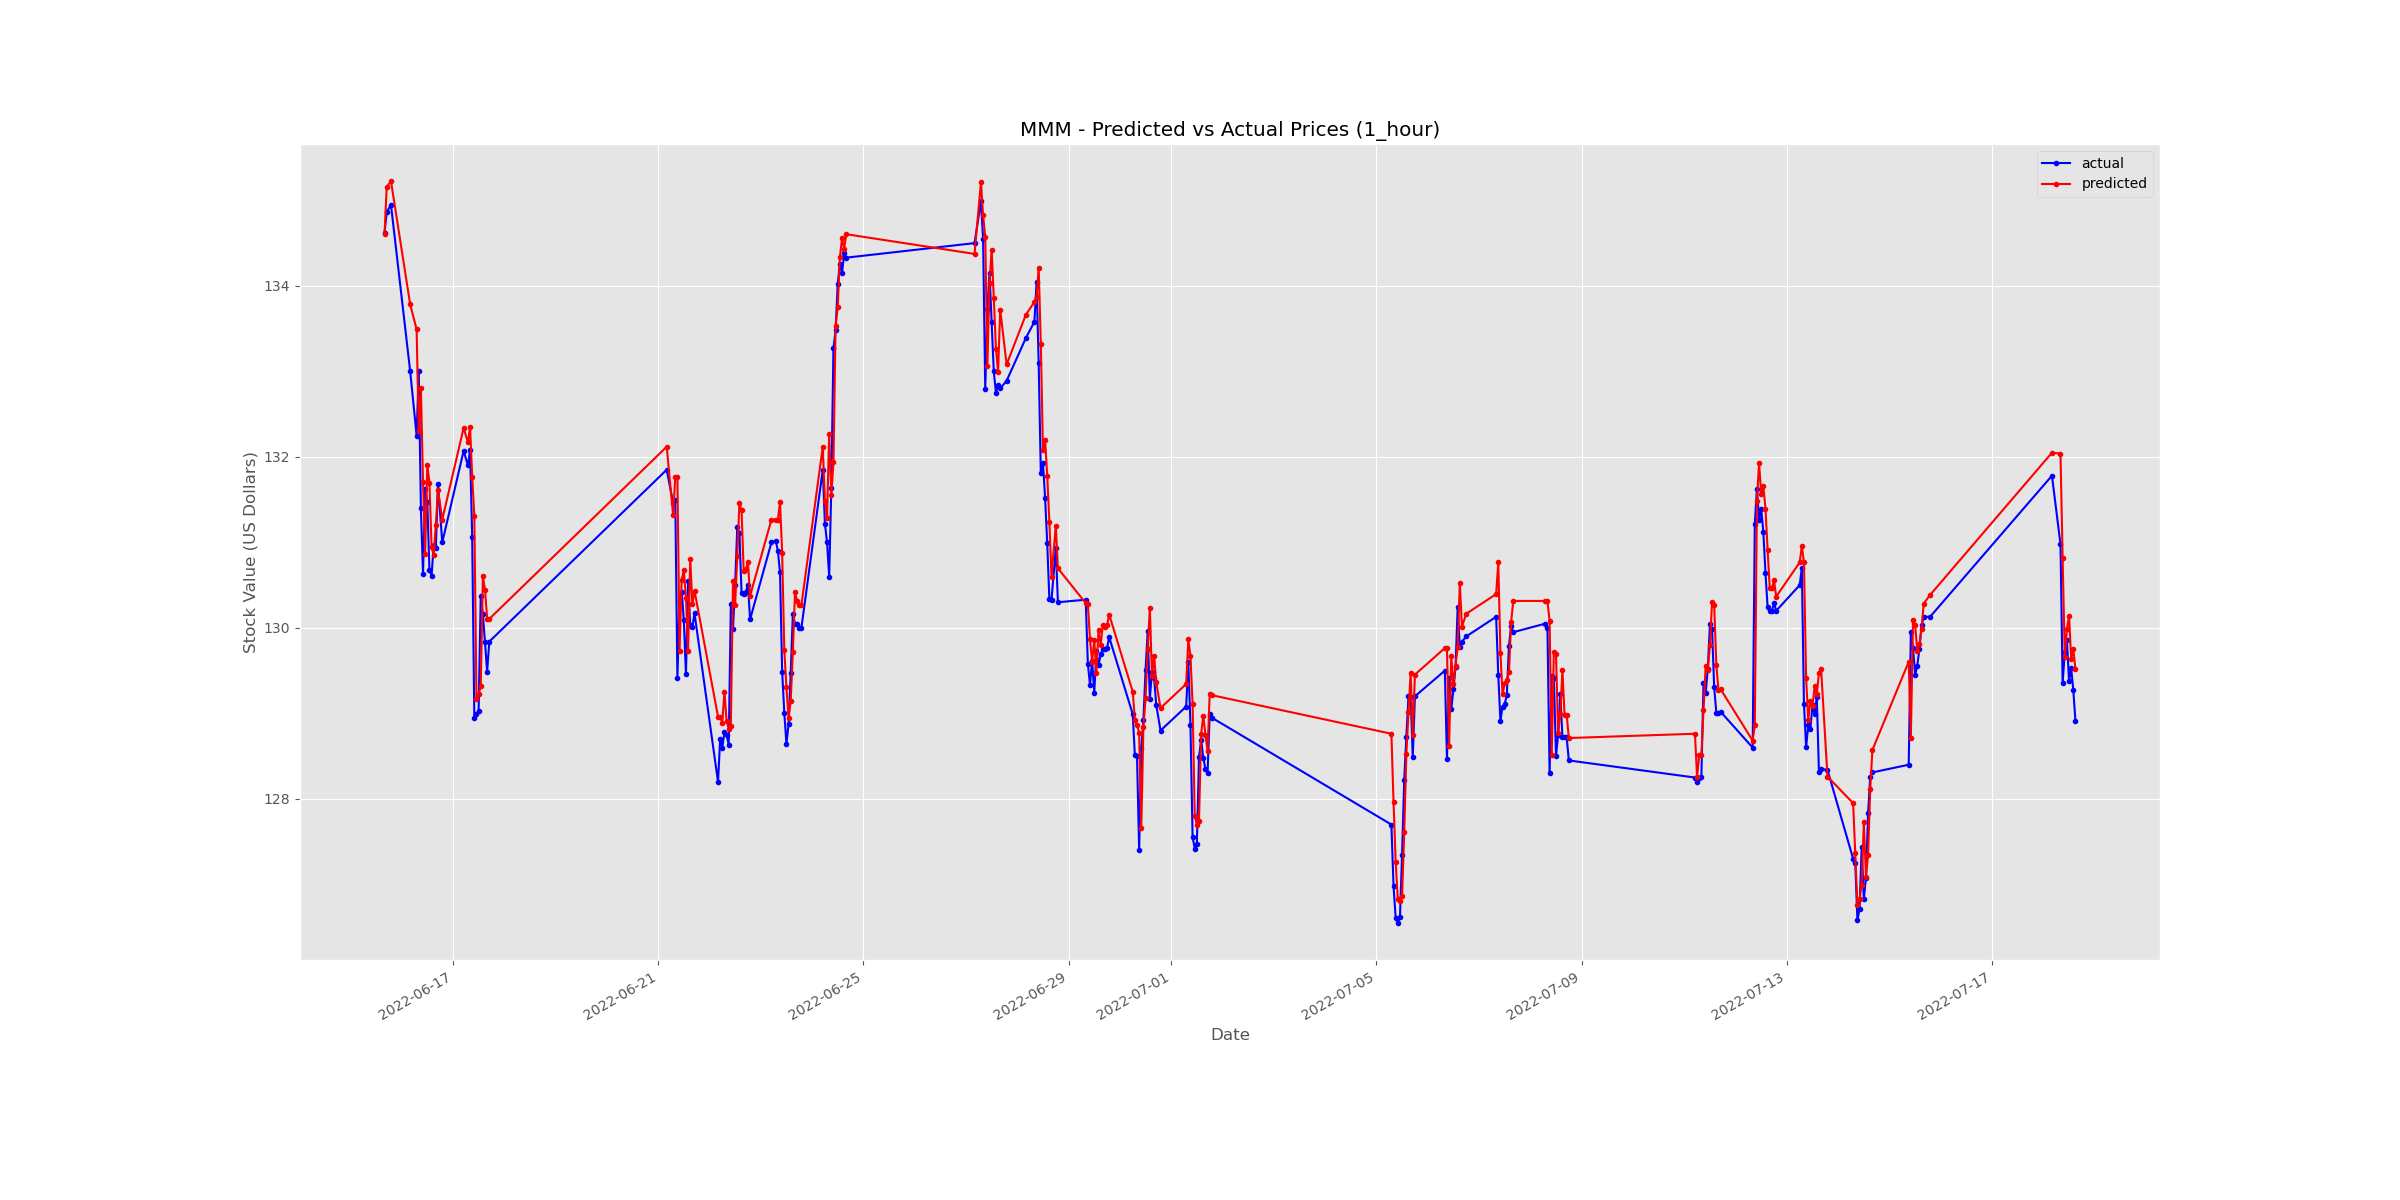 MMM - Predicted vs Actual Prices (1_hour)
actual
predicted
Stock Value (US Dollars)
134
132
130
128
2022-06-17
2022-06-21
2022-06-25
2022-06-29
2022-07-01
2022-07-05
2022-07-09
2022-07-13
2022-07-17
Date